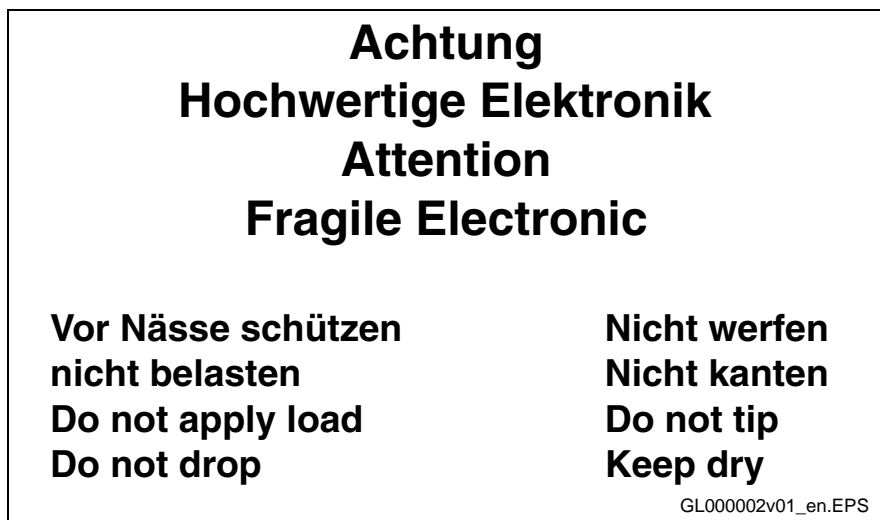 Achtung
Hochwertige Elektronik
Attention
Fragile Electronic
Vor Nässe schützen
nicht belasten
Do not apply load
Do not drop
Nicht werfen
Nicht kanten
Do not tip
Keep dry
GL000002v01_en.EPS